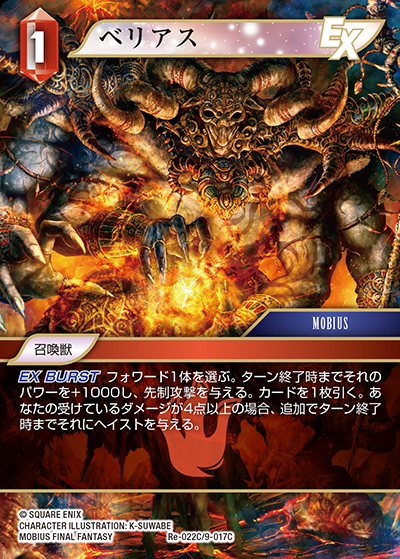 1
ベリアス
EX
MOBIUS
召喚獣
EX BURST フォワード1体を選ぶ。ターン終了時までそれの
パワーを+1000し、先制攻撃を与える。カードを1枚引く。あ
なたの受けているダメージが4点以上の場合、追加でターン終了
時までそれにヘイストを与える。
© SQUARE ENIX
CHARACTER ILLUSTRATION: K-SUWABE
MOBIUS FINAL FANTASY
Re-022C/9-017C